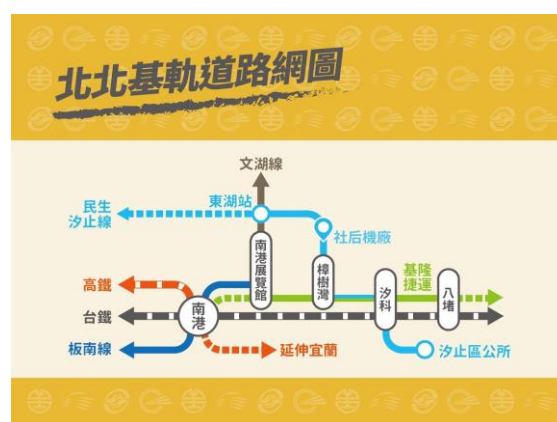 北北基軌道路網圖
文湖線
民生
汐止線
東湖站
社后機廠
南港展覽館
樟樹灣
高鐵
基隆
捷運
汐科
八堵
台鐵
南港
板南線
延伸宜蘭
汐止區公所